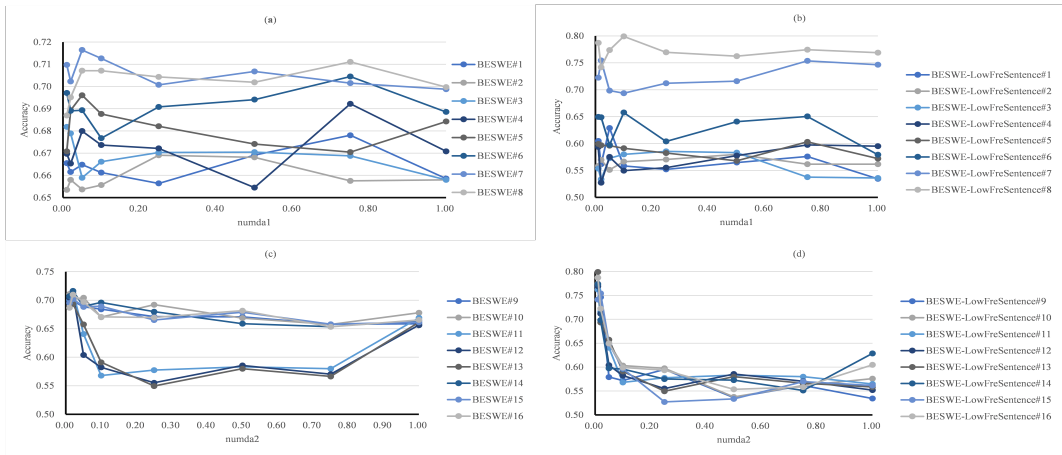 (a)
0.72
0.71
0.70
0.69
0.68
0.67
0.66
0.65
Accuracy
0.00 0.20 0.40 0.60 0.80 1.00
numda1
BESWE#1
BESWE#2
BESWE#3
BESWE#4
BESWE#5
BESWE#6
BESWE#7
BESWE#8
(b)
0.80
0.75
0.70
0.65
0.60
0.55
0.50
Accuracy
0.00 0.20 0.40 0.60 0.80 1.00
numda1
BESWE-LowFreSentence#1
BESWE-LowFreSentence#2
BESWE-LowFreSentence#3
BESWE-LowFreSentence#4
BESWE-LowFreSentence#5
BESWE-LowFreSentence#6
BESWE-LowFreSentence#7
BESWE-LowFreSentence#8
(c)
0.75
0.70
0.65
0.60
0.55
0.50
Accuracy
0.00 0.10 0.20 0.30 0.40 0.50 0.60 0.70 0.80 0.90 1.00
numda2
BESWE#9
BESWE#10
BESWE#11
BESWE#12
BESWE#13
BESWE#14
BESWE#15
BESWE#16
(d)
0.80
0.75
0.70
0.65
0.60
0.55
0.50
Accuracy
0.00 0.20 0.40 0.60 0.80 1.00
numda2
BESWE-LowFreSentence#9
BESWE-LowFreSentence#10
BESWE-LowFreSentence#11
BESWE-LowFreSentence#12
BESWE-LowFreSentence#13
BESWE-LowFreSentence#14
BESWE-LowFreSentence#15
BESWE-LowFreSentence#16